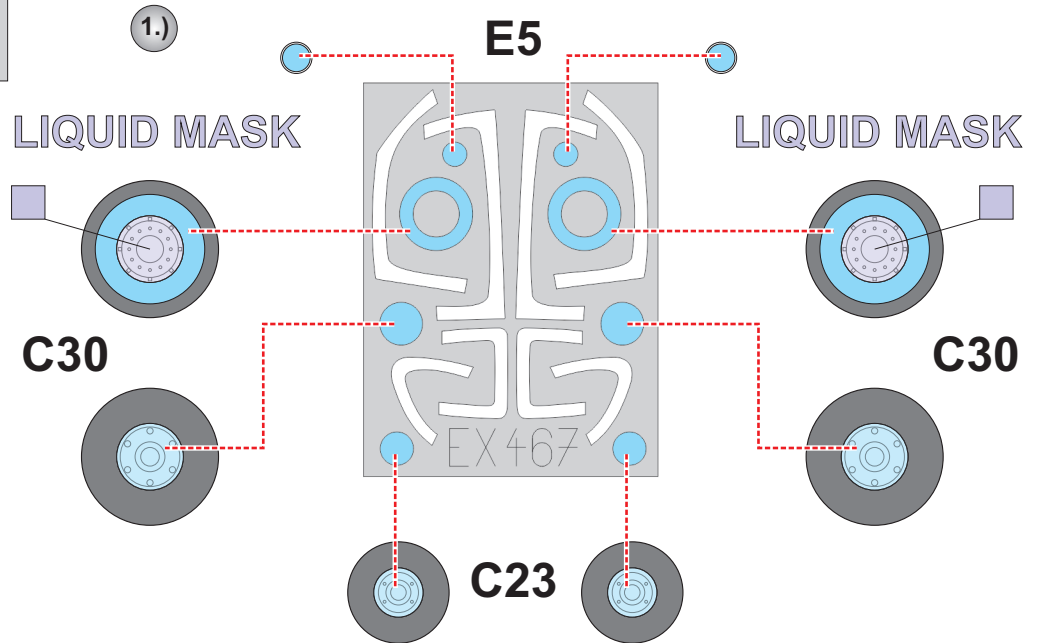 1.)
E5
LIQUID MASK
LIQUID MASK
C30
C30
EX467
C23